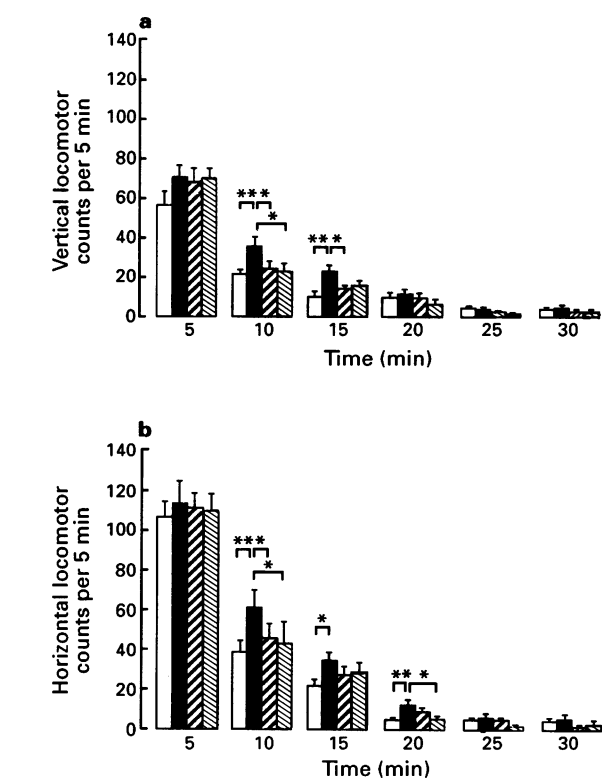 a
140
120
100
80
60
40
20
0
Vertical locomotor
counts per 5 min
***
*
** *
5 10 15 20 25 30
Time (min)
b
140
120
100
80
60
40
20
0
Horizontal locomotor
counts per 5 min
***
*
*
** *
5 10 15 20 25 30
Time (min)